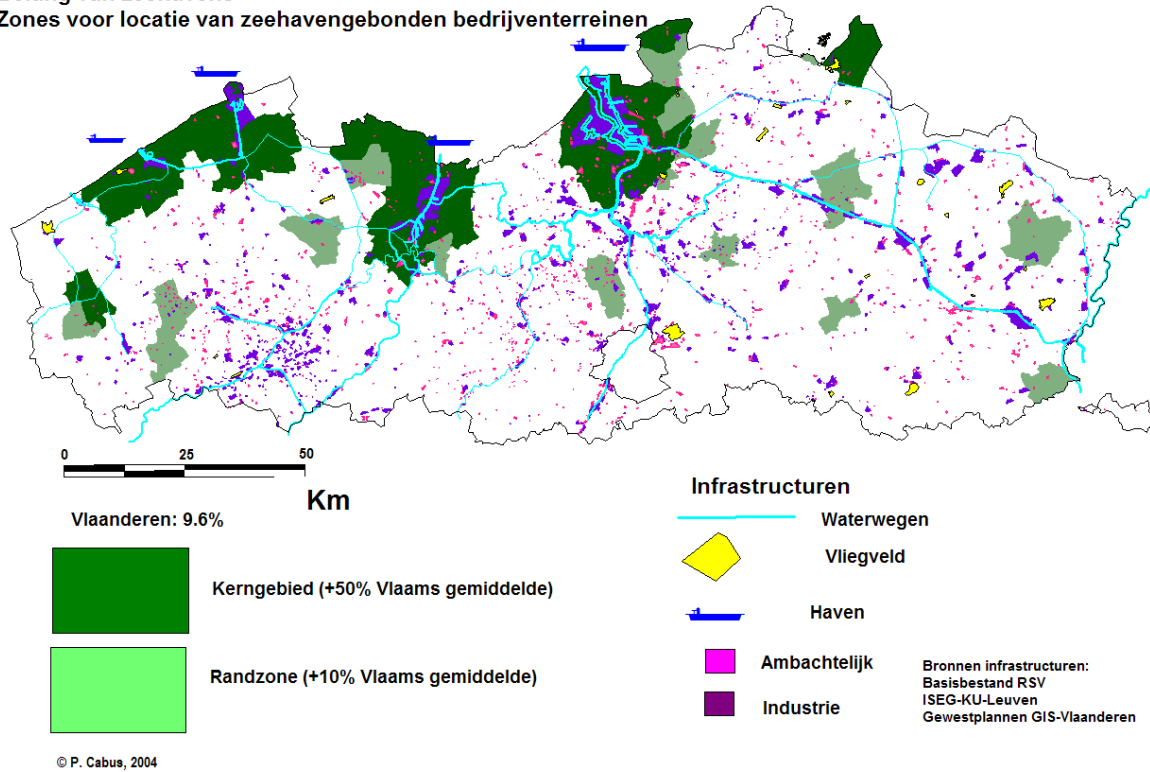 Zones voor locatie van zeehavengebonden bedrijventerreinen
0 25 50
Km
Vlaanderen: 9.6%
Kerngebied (+50% Vlaams gemiddelde)
Randzone (+10% Vlaams gemiddelde)
© P. Cabus, 2004
Infrastructuren
Waterwegen
Vliegveld
Haven
Ambachtelijk
Industrie
Bronnen infrastructuren:
Basisbestand RSV
ISEG-KU-Leuven
Gewestplannen GIS-Vlaanderen